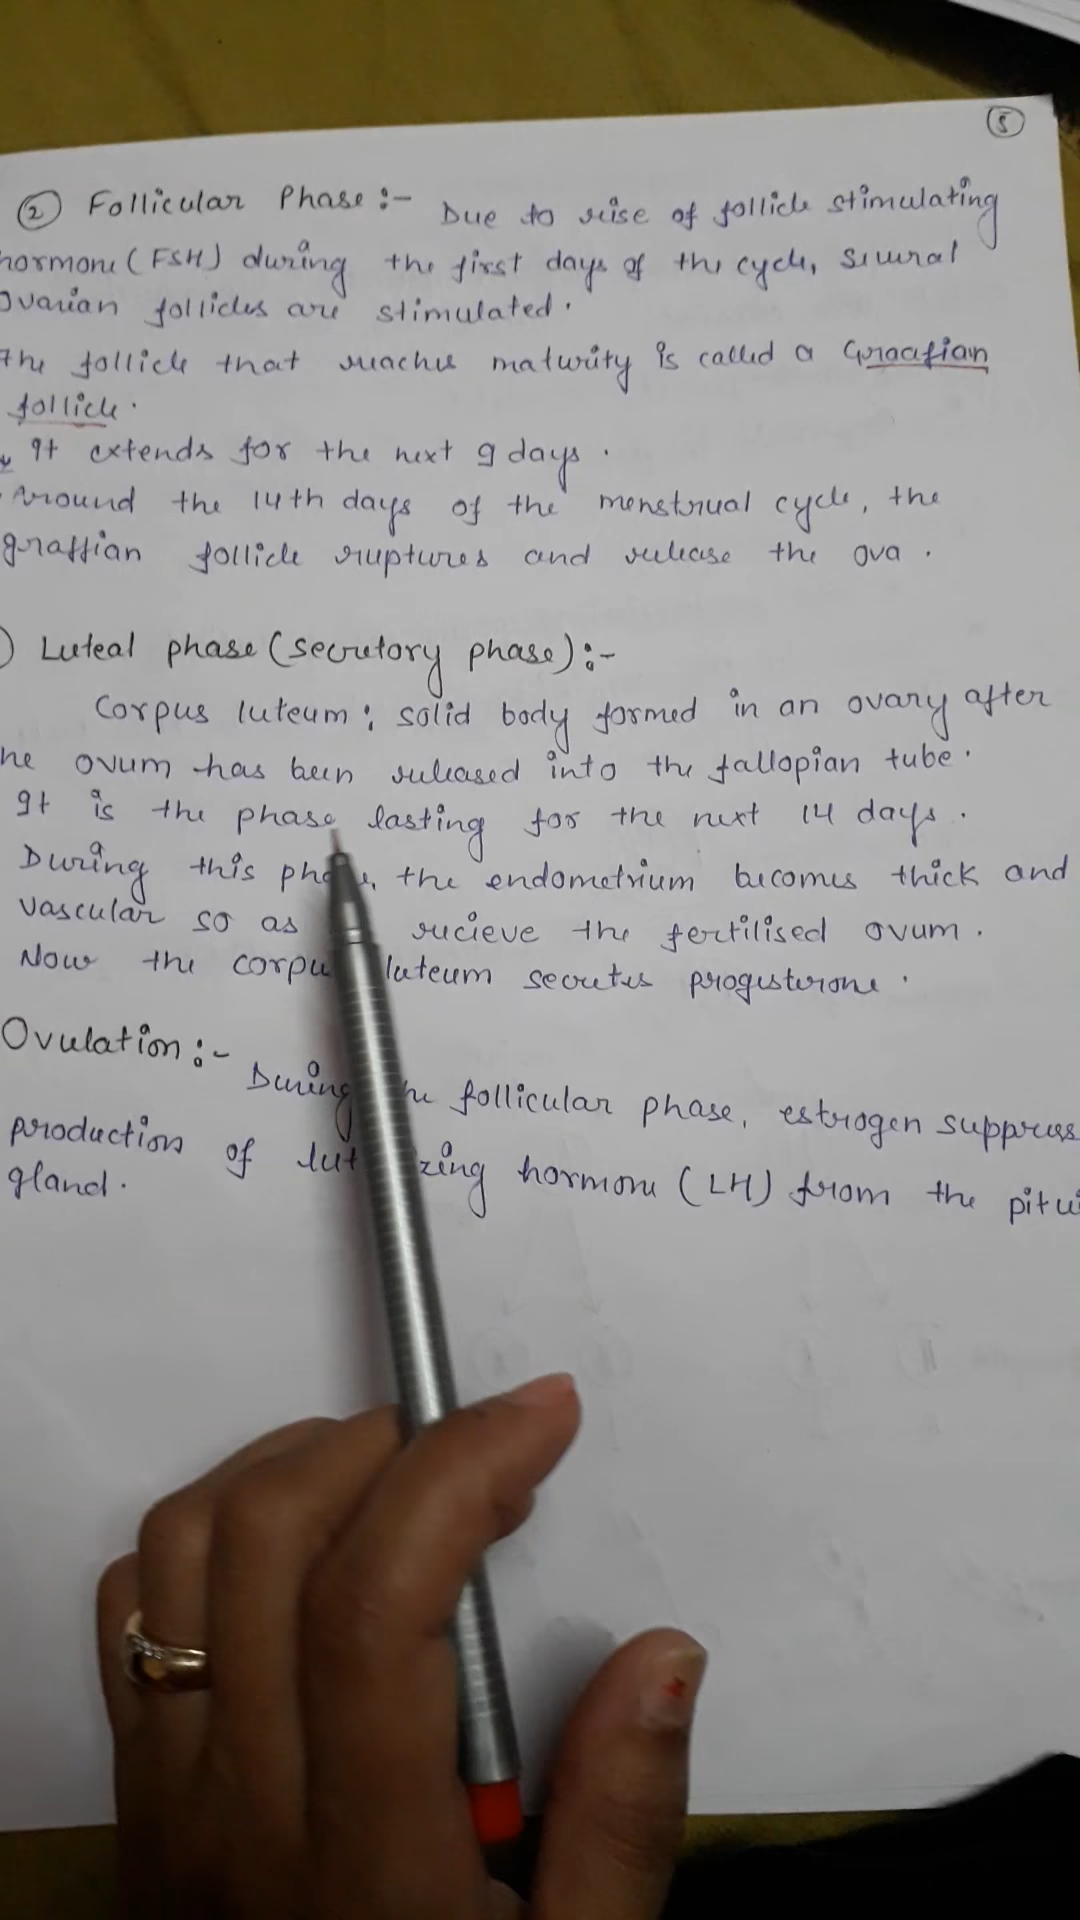 5
2 Follicular Phase:- Due to rise of follicle stimulating
hormone (FSH) during the first days of the cycle, several
ovarian follicles are stimulated.
The follicle that reaches maturity is called a Graafian
follicle.
It extends for the next 9 days.
Around the 14th days of the menstrual cycle, the
graffian follicle ruptures and release the ova.
) Luteal phase (secretory phase):-
Corpus luteum: solid body formed in an ovary after
he ovum has been released into the fallopian tube.
It is the phase lasting for the next 14 days.
During this phase, the endometrium becomes thick and
vascular so as recieve the fertilised ovum.
Now the corpu luteum secretes progesterone.
Ovulation:-
During he follicular phase, estrogen suppress
production of lut izing hormone (LH) from the pitui
gland.